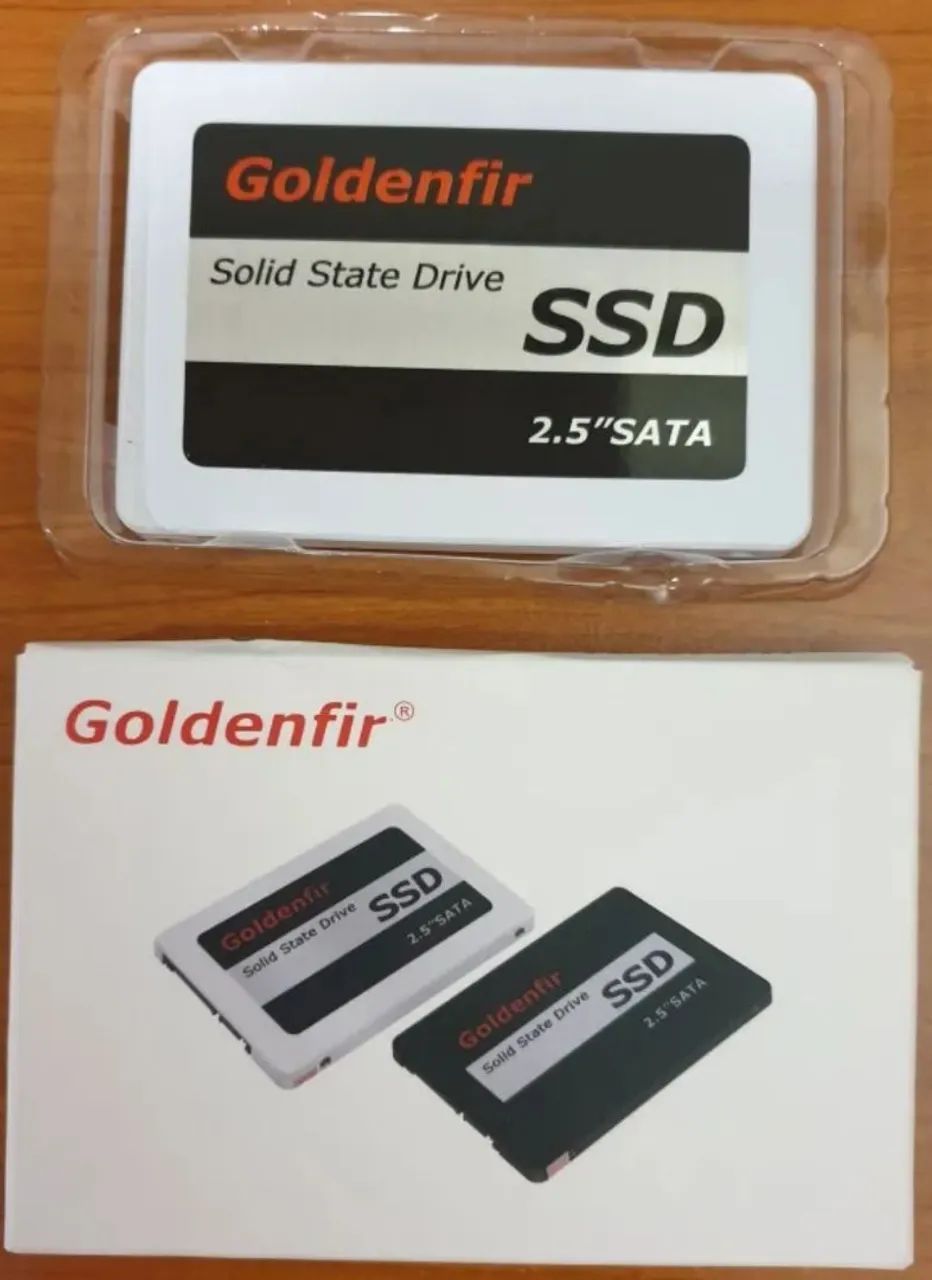 Goldenfir
Solid State Drive
SSD
2.5"SATA
Goldenfir®
Goldenfir
Solid State Drive
SSD
2.5"SATA
Goldenfir
Solid State Drive
SSD
2.5"SATA